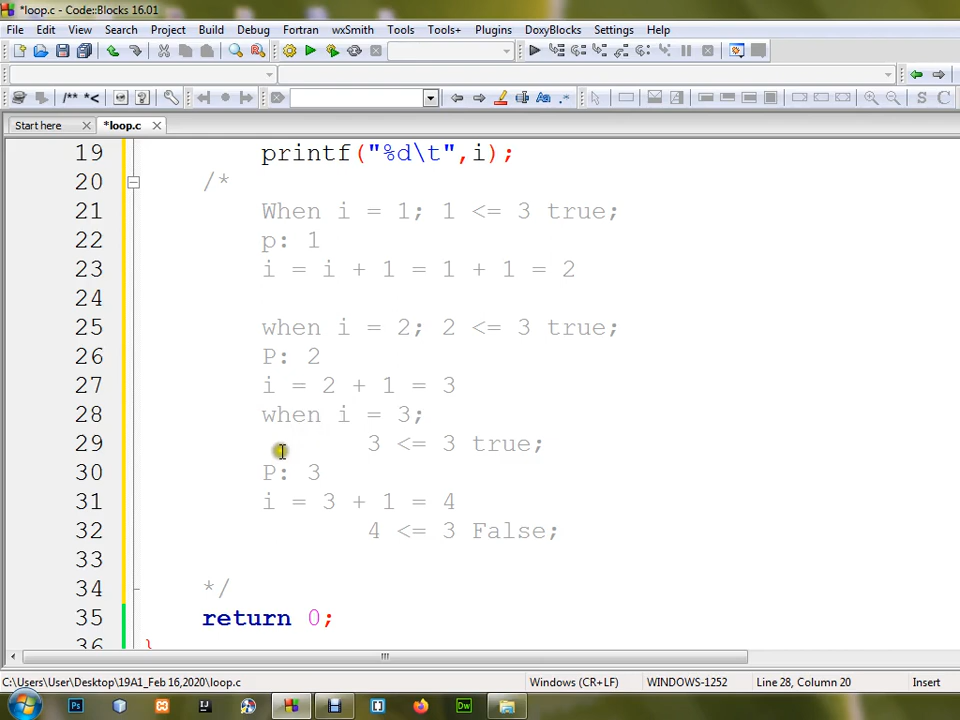 *loop.c - Code::Blocks 16.01
File Edit View Search Project Build Debug Fortran wxSmith Tools Tools+ Plugins DoxyBlocks Settings Help
/** *<
S C
Start here *loop.c
19 printf("%d\t",i);
20 /*
21 When i = 1; 1 <= 3 true;
22 p: 1
23 i = i + 1 = 1 + 1 = 2
24
25 when i = 2; 2 <= 3 true;
26 P: 2
27 i = 2 + 1 = 3
28 when i = 3;
29 3 <= 3 true;
30 P: 3
31 i = 3 + 1 = 4
32 4 <= 3 False;
33
34 */
35 return 0;
36 }
C:\Users\User\Desktop\19A1_Feb 16,2020\loop.c Windows (CR+LF) WINDOWS-1252 Line 28, Column 20 Insert
Ps IJ Dw